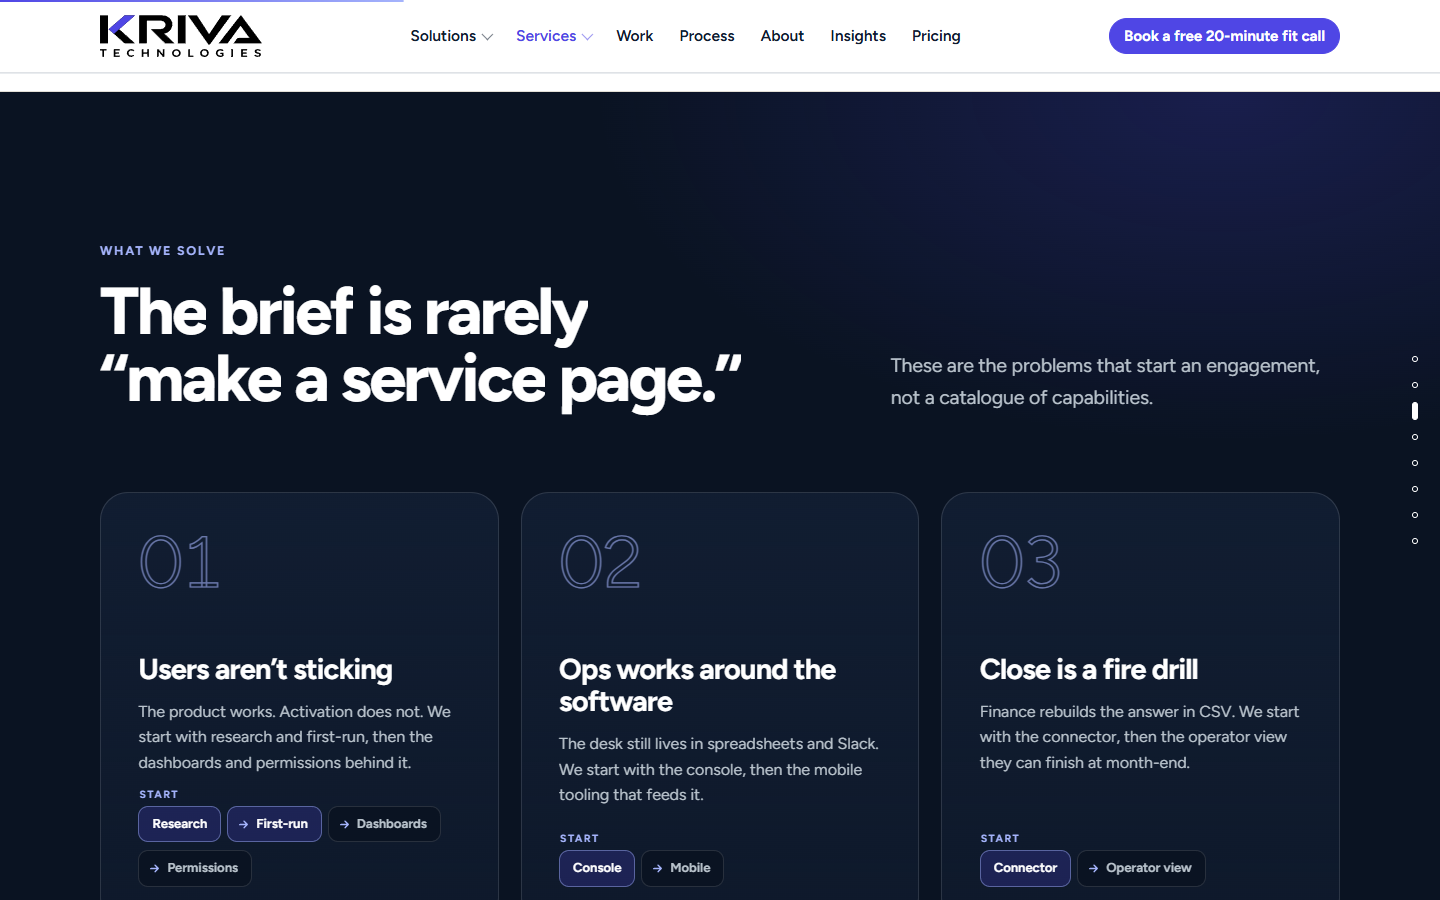 KRIVA
TECHNOLOGIES
Solutions
Services
Work
Process
About
Insights
Pricing
Book a free 20-minute fit call
WHAT WE SOLVE
The brief is rarely
“make a service page.”
These are the problems that start an engagement,
not a catalogue of capabilities.
01
Users aren’t sticking
The product works. Activation does not. We
start with research and first-run, then the
dashboards and permissions behind it.
START
Research
→ First-run
→ Dashboards
→ Permissions
02
Ops works around the
software
The desk still lives in spreadsheets and Slack.
We start with the console, then the mobile
tooling that feeds it.
START
Console
→ Mobile
03
Close is a fire drill
Finance rebuilds the answer in CSV. We start
with the connector, then the operator view
they can finish at month-end.
START
Connector
→ Operator view